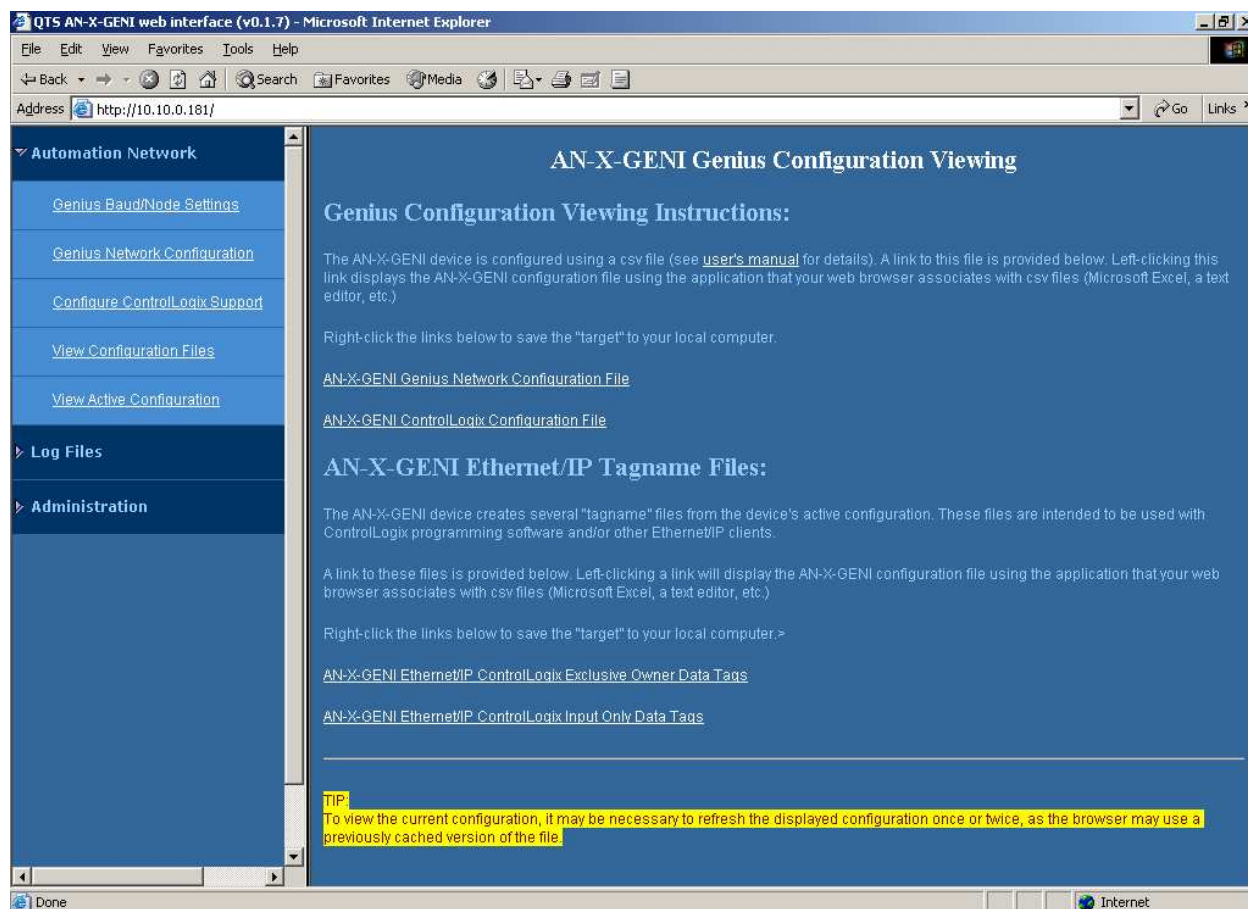 QTS AN-X-GENI web interface (v0.1.7) - Microsoft Internet Explorer
File Edit View Favorites Tools Help
Back Search Favorites Media
Address http://10.10.0.181/ Go Links
Automation Network
Genius Baud/Node Settings
Genius Network Configuration
Configure ControlLogix Support
View Configuration Files
View Active Configuration
Log Files
Administration
AN-X-GENI Genius Configuration Viewing
Genius Configuration Viewing Instructions:
The AN-X-GENI device is configured using a csv file (see user's manual for details). A link to this file is provided below. Left-clicking this
link displays the AN-X-GENI configuration file using the application that your web browser associates with csv files (Microsoft Excel, a text
editor, etc.)
Right-click the links below to save the "target" to your local computer.
AN-X-GENI Genius Network Configuration File
AN-X-GENI ControlLogix Configuration File
AN-X-GENI Ethernet/IP Tagname Files:
The AN-X-GENI device creates several "tagname" files from the device's active configuration. These files are intended to be used with
ControlLogix programming software and/or other Ethernet/IP clients.
A link to these files is provided below. Left-clicking a link will display the AN-X-GENI configuration file using the application that your web
browser associates with csv files (Microsoft Excel, a text editor, etc.)
Right-click the links below to save the "target" to your local computer.>
AN-X-GENI Ethernet/IP ControlLogix Exclusive Owner Data Tags
AN-X-GENI Ethernet/IP ControlLogix Input Only Data Tags
TIP:
To view the current configuration, it may be necessary to refresh the displayed configuration once or twice, as the browser may use a
previously cached version of the file.
Done Internet